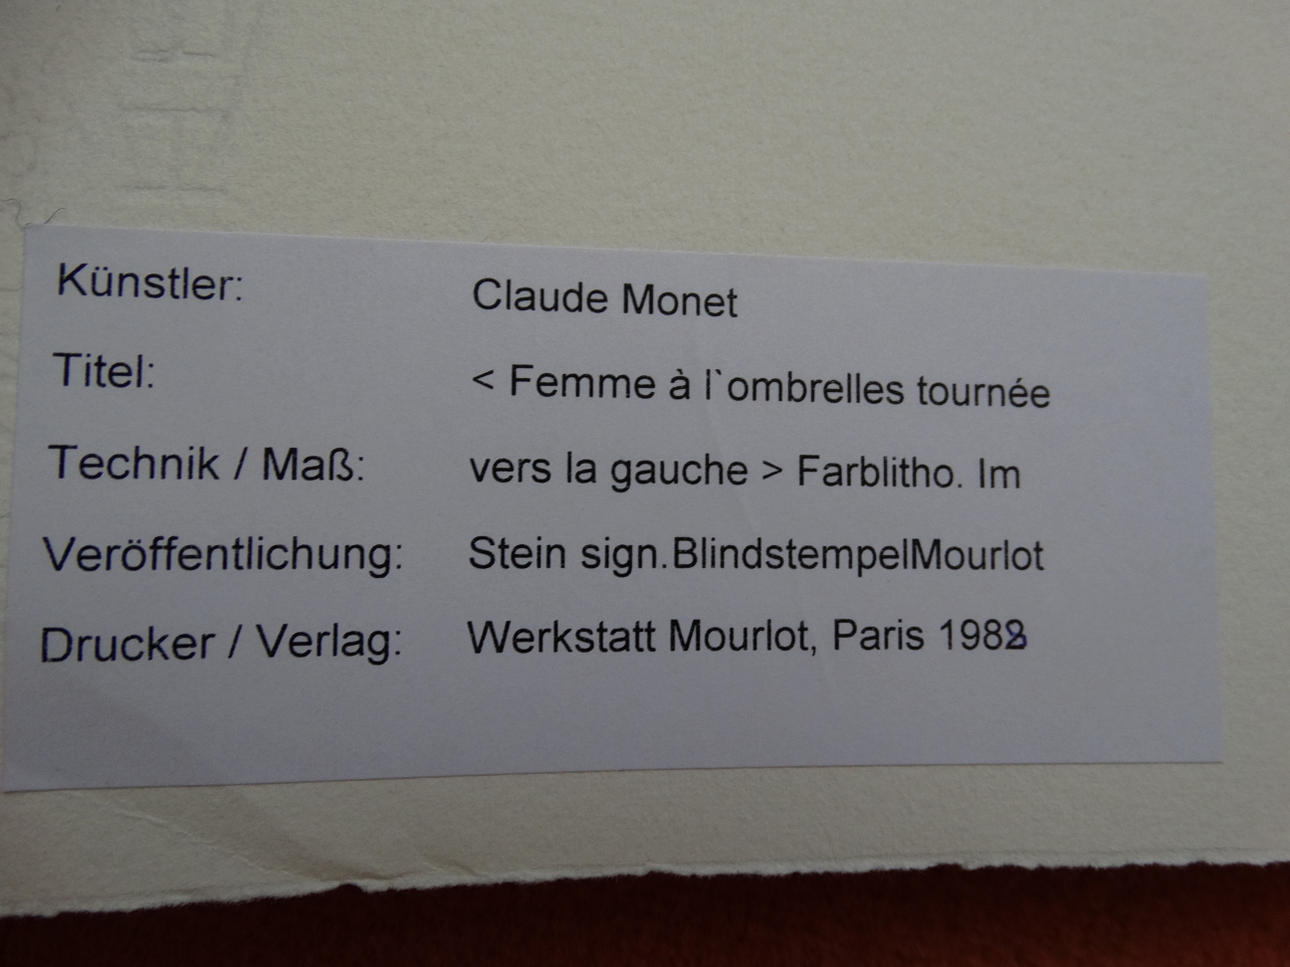 Künstler: Claude Monet
Titel: < Femme à l`ombrelles tournée
Technik / Maß: vers la gauche > Farblitho. Im
Veröffentlichung: Stein sign.BlindstempelMourlot
Drucker / Verlag: Werkstatt Mourlot, Paris